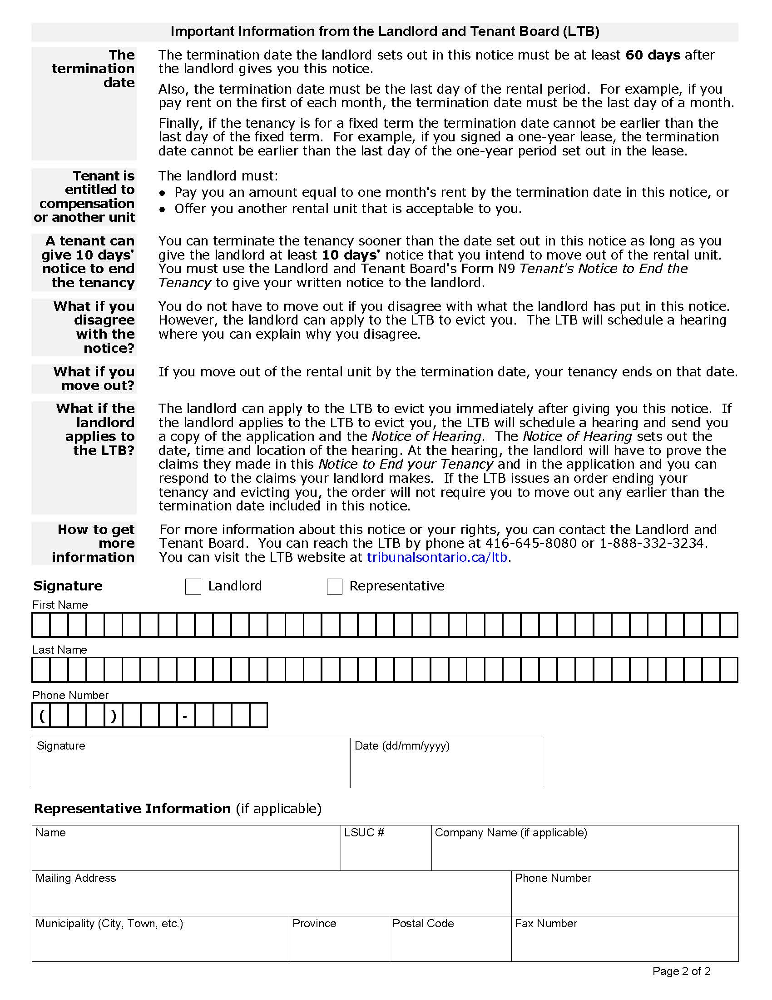 Important Information from the Landlord and Tenant Board (LTB)
The
termination
date
The termination date the landlord sets out in this notice must be at least 60 days after
the landlord gives you this notice.
Also, the termination date must be the last day of the rental period.  For example, if you
pay rent on the first of each month, the termination date must be the last day of a month.
Finally, if the tenancy is for a fixed term the termination date cannot be earlier than the
last day of the fixed term.  For example, if you signed a one-year lease, the termination
date cannot be earlier than the last day of the one-year period set out in the lease.
Tenant is
entitled to
compensation
or another unit
The landlord must:
● Pay you an amount equal to one month's rent by the termination date in this notice, or
● Offer you another rental unit that is acceptable to you.
A tenant can
give 10 days'
notice to end
the tenancy
You can terminate the tenancy sooner than the date set out in this notice as long as you
give the landlord at least 10 days' notice that you intend to move out of the rental unit.
You must use the Landlord and Tenant Board's Form N9 Tenant's Notice to End the
Tenancy to give your written notice to the landlord.
What if you
disagree
with the
notice?
You do not have to move out if you disagree with what the landlord has put in this notice.
However, the landlord can apply to the LTB to evict you.  The LTB will schedule a hearing
where you can explain why you disagree.
What if you
move out?
If you move out of the rental unit by the termination date, your tenancy ends on that date.
What if the
landlord
applies to
the LTB?
The landlord can apply to the LTB to evict you immediately after giving you this notice.  If
the landlord applies to the LTB to evict you, the LTB will schedule a hearing and send you
a copy of the application and the Notice of Hearing.  The Notice of Hearing sets out the
date, time and location of the hearing. At the hearing, the landlord will have to prove the
claims they made in this Notice to End your Tenancy and in the application and you can
respond to the claims your landlord makes.  If the LTB issues an order ending your
tenancy and evicting you, the order will not require you to move out any earlier than the
termination date included in this notice.
How to get
more
information
For more information about this notice or your rights, you can contact the Landlord and
Tenant Board.  You can reach the LTB by phone at 416-645-8080 or 1-888-332-3234.
You can visit the LTB website at tribunalsontario.ca/ltb.
Signature Landlord Representative
First Name
Last Name
Phone Number
( ) -
Signature Date (dd/mm/yyyy)
Representative Information (if applicable)
Name LSUC # Company Name (if applicable)
Mailing Address Phone Number
Municipality (City, Town, etc.) Province Postal Code Fax Number
Page 2 of 2